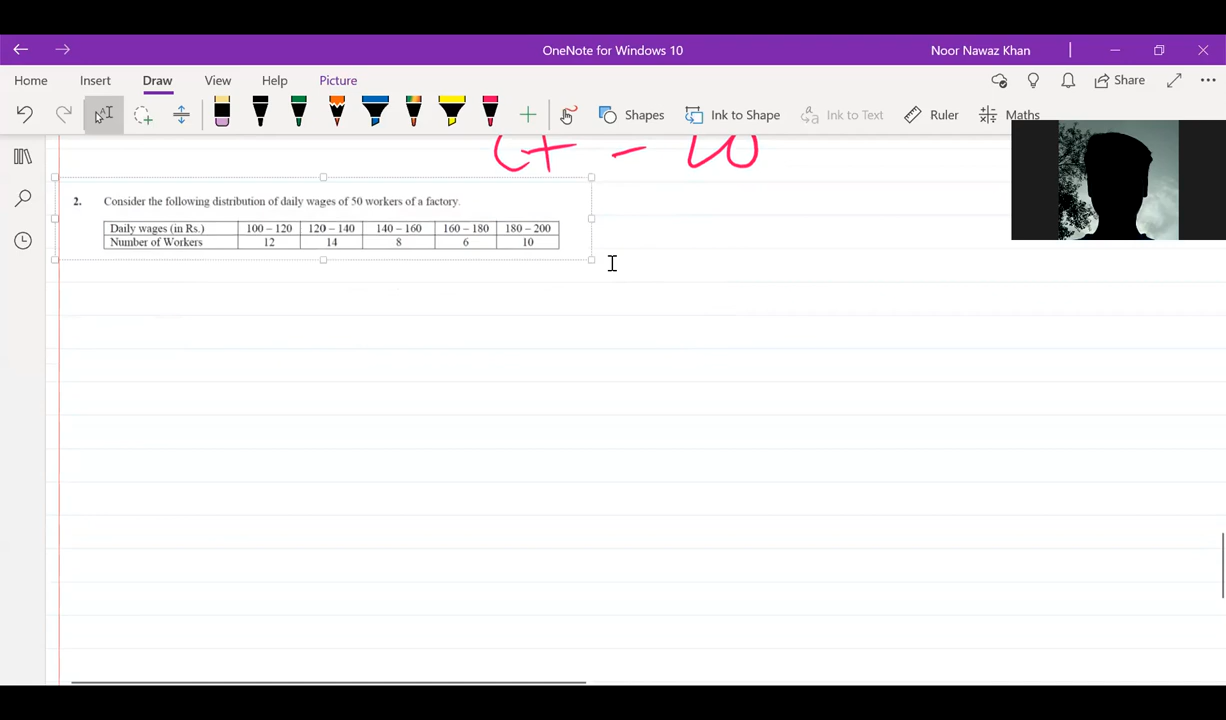 OneNote for Windows 10
Noor Nawaz Khan
Home Insert Draw View Help Picture Share
Shapes Ink to Shape Ink to Text Ruler Maths
2. Consider the following distribution of daily wages of 50 workers of a factory.
Daily wages (in Rs.) 100 – 120 120 – 140 140 – 160 160 – 180 180 – 200
Number of Workers 12 14 8 6 10